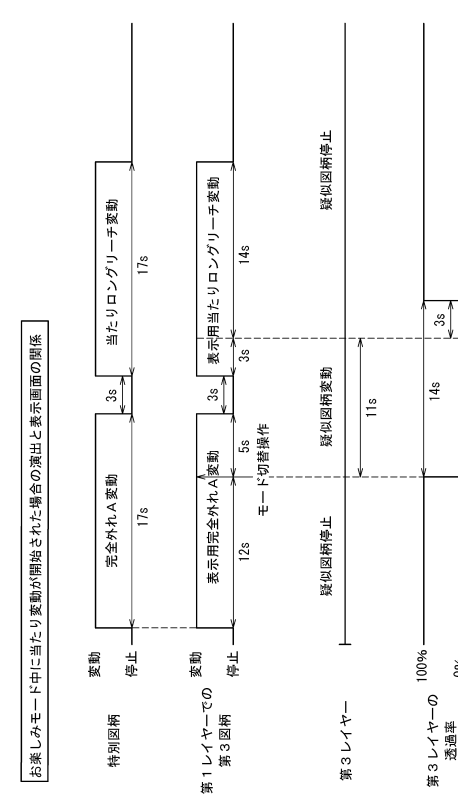 お楽しみモード中に当たり変動が開始された場合の演出と表示画面の関係
特別図柄
変動
停止
完全外れA変動
17s
3s
当たりロングリーチ変動
17s
第1レイヤーでの
第3図柄
変動
停止
表示用完全外れA変動
12s
5s
3s
表示用当たりロングリーチ変動
3s
14s
モード切替操作
第3レイヤー
疑似図柄停止
疑似図柄変動
疑似図柄停止
11s
第3レイヤーの
透過率
100%
14s
3s